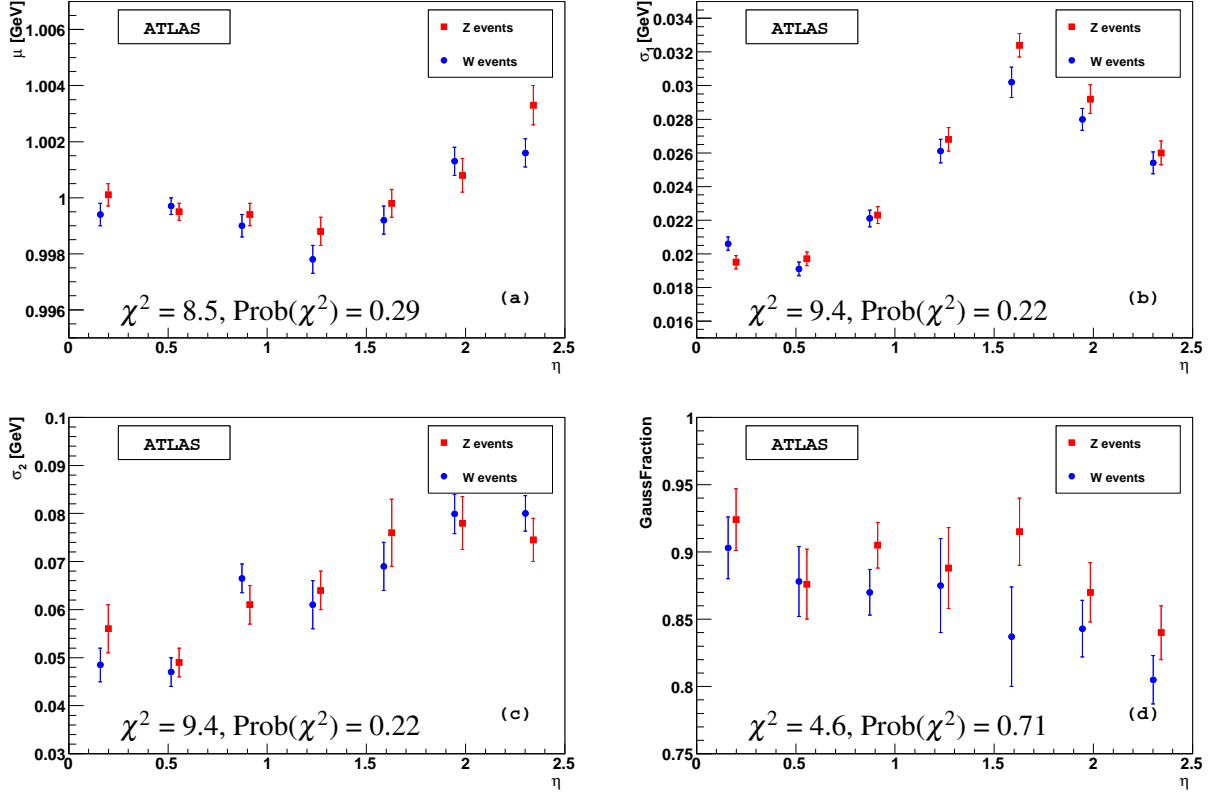 μ [GeV]
1.006
1.004
1.002
1
0.998
0.996
ATLAS
Z events
W events
(a)
χ² = 8.5, Prob(χ²) = 0.29
0 0.5 1 1.5 2 2.5
η
σ₁ [GeV]
0.034
0.032
0.03
0.028
0.026
0.024
0.022
0.02
0.018
0.016
ATLAS
Z events
W events
(b)
χ² = 9.4, Prob(χ²) = 0.22
0 0.5 1 1.5 2 2.5
η
σ₂ [GeV]
0.1
0.09
0.08
0.07
0.06
0.05
0.04
0.03
ATLAS
Z events
W events
(c)
χ² = 9.4, Prob(χ²) = 0.22
0 0.5 1 1.5 2 2.5
η
GaussFraction
1
0.95
0.9
0.85
0.8
0.75
ATLAS
Z events
W events
(d)
χ² = 4.6, Prob(χ²) = 0.71
0 0.5 1 1.5 2 2.5
η